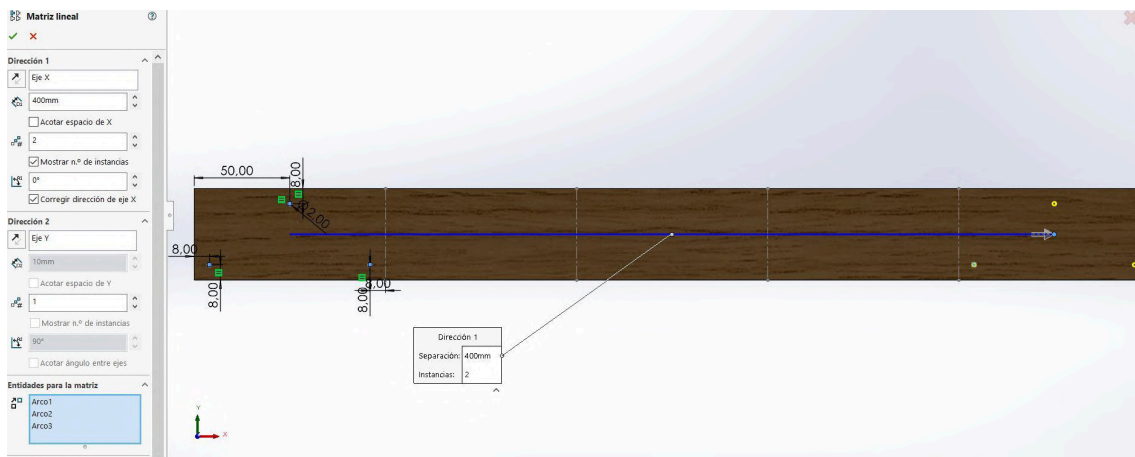 Matriz lineal
Dirección 1
Eje X
400mm
Acotar espacio de X
2
Mostrar n.º de instancias
0°
Corregir dirección de eje X
Dirección 2
Eje Y
10mm
Acotar espacio de Y
1
Mostrar n.º de instancias
90°
Acotar ángulo entre ejes
Entidades para la matriz
Arco1
Arco2
Arco3
50,00
8,00
8,00
8,00
8,00
Dirección 1
Separación: 400mm
Instancias: 2
Y
X